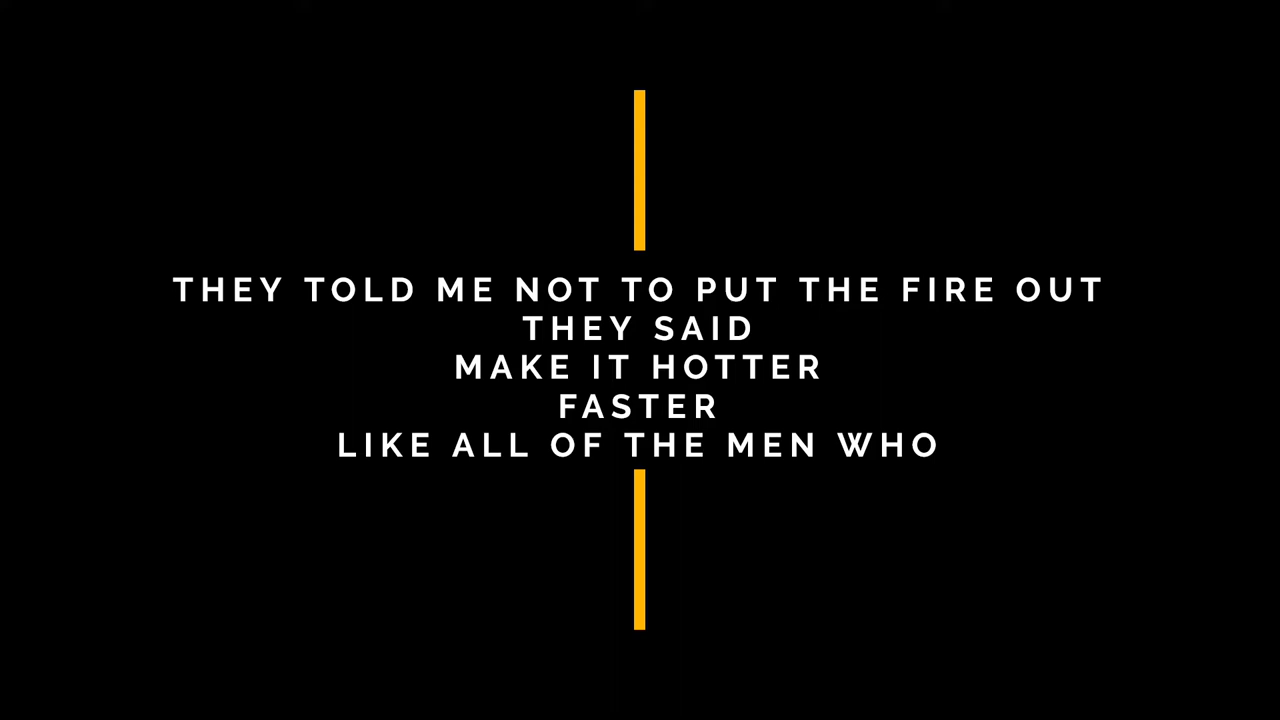 THEY TOLD ME NOT TO PUT THE FIRE OUT
THEY SAID
MAKE IT HOTTER
FASTER
LIKE ALL OF THE MEN WHO